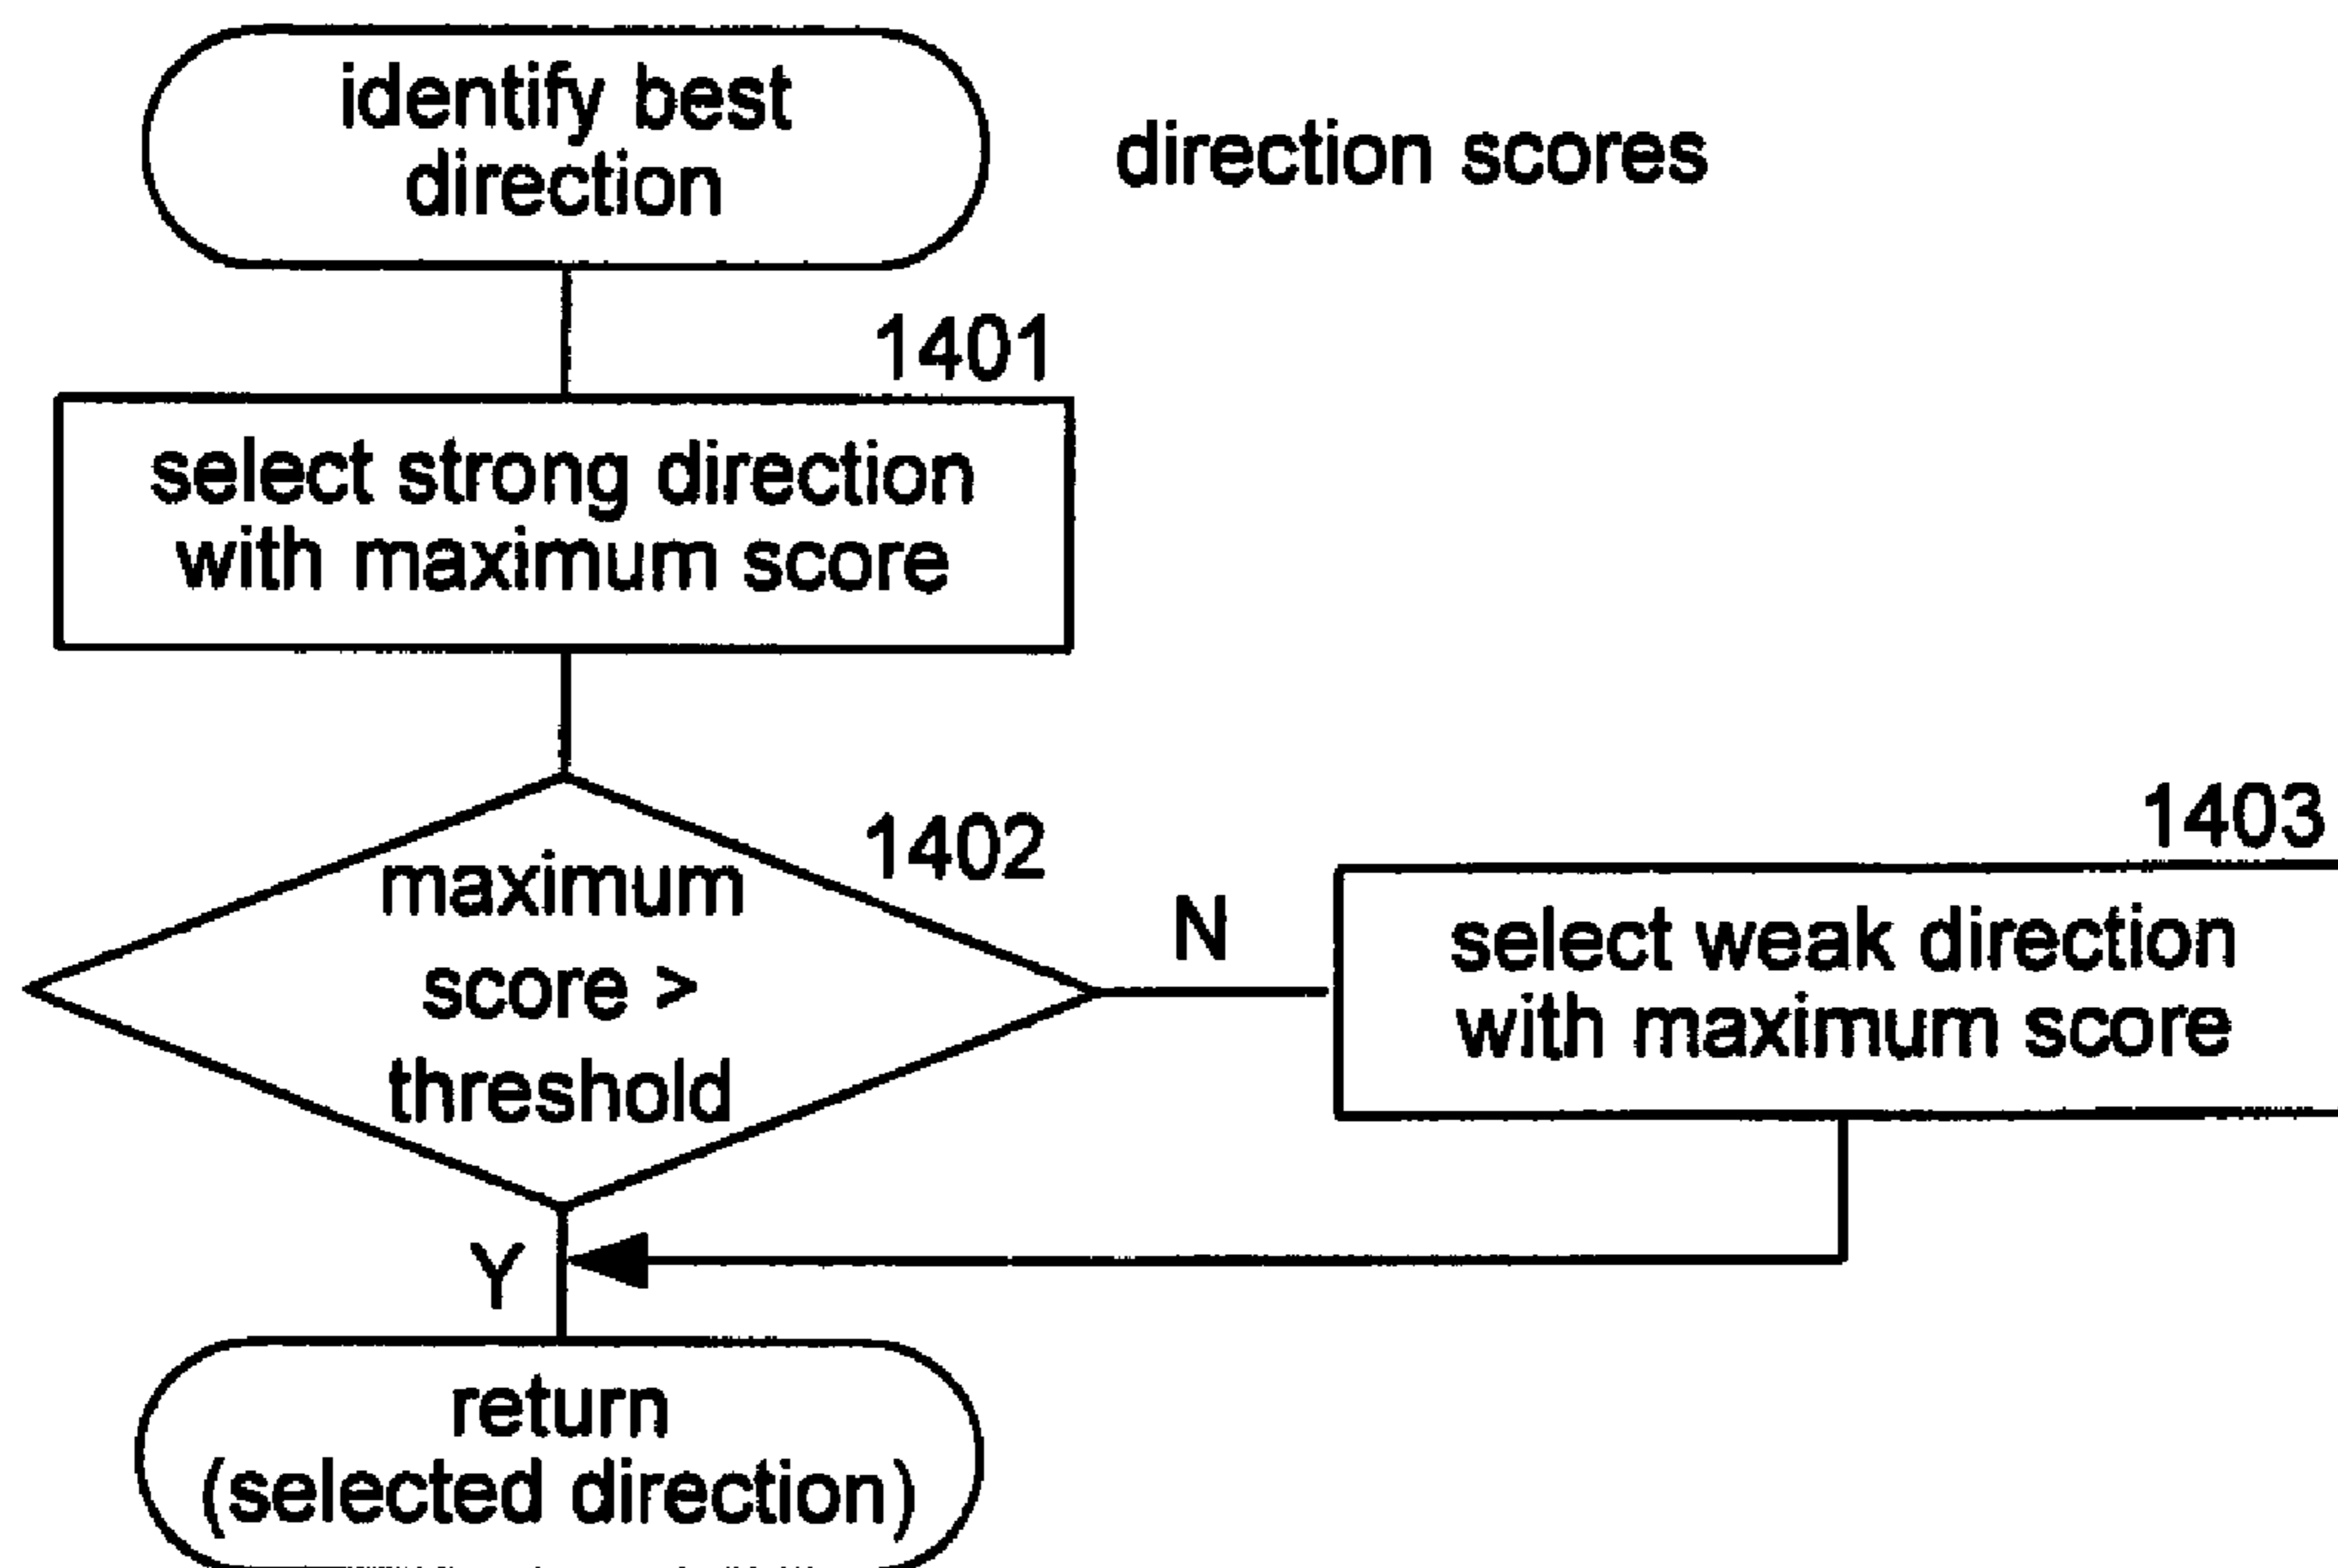 identify best
direction
direction scores
1401
select strong direction
with maximum score
1402
maximum
score >
threshold
N
1403
select weak direction
with maximum score
Y
return
(selected direction)